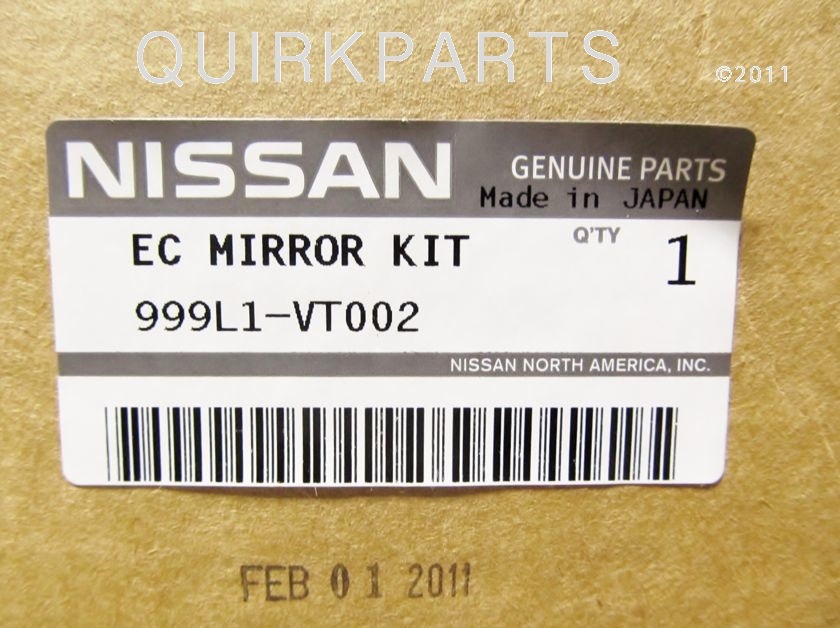 QUIRKPARTS
©2011
NISSAN
GENUINE PARTS
Made in JAPAN
EC MIRROR KIT
Q'TY
1
999L1-VT002
NISSAN NORTH AMERICA, INC.
FEB 01 2011